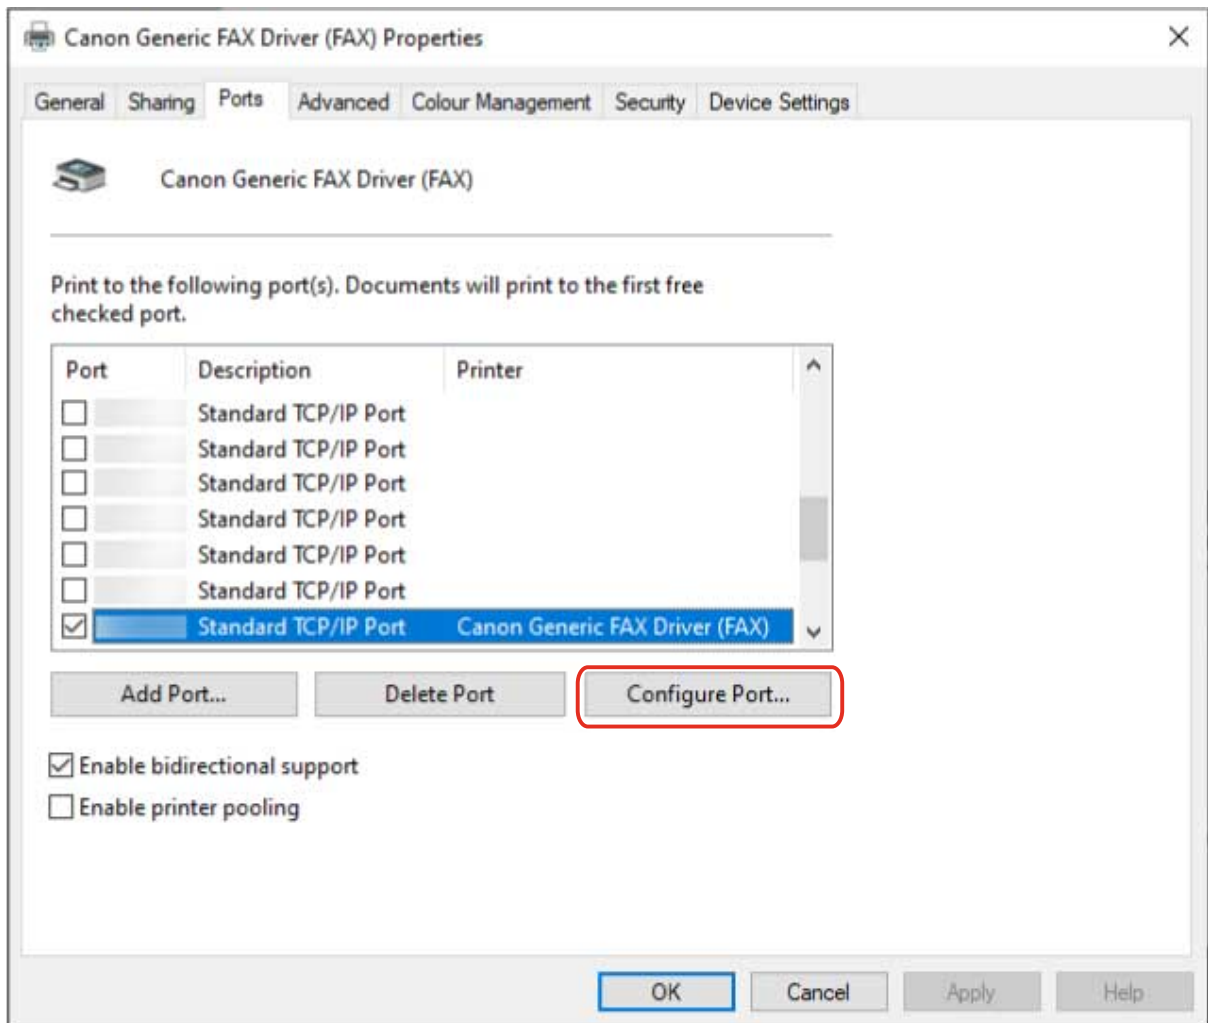 Canon Generic FAX Driver (FAX) Properties
General Sharing Ports Advanced Colour Management Security Device Settings
Canon Generic FAX Driver (FAX)
Print to the following port(s). Documents will print to the first free
checked port.
Port Description Printer
Standard TCP/IP Port
Standard TCP/IP Port
Standard TCP/IP Port
Standard TCP/IP Port
Standard TCP/IP Port
Standard TCP/IP Port
Standard TCP/IP Port Canon Generic FAX Driver (FAX)
Add Port... Delete Port Configure Port...
Enable bidirectional support
Enable printer pooling
OK Cancel Apply Help